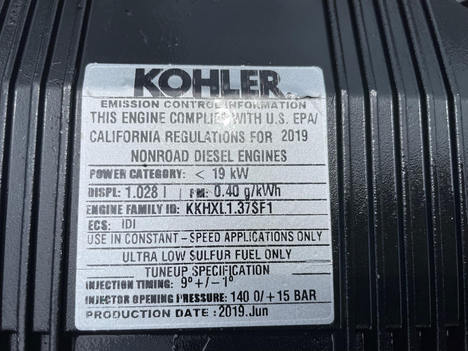 KOHLER
EMISSION CONTROL INFORMATION
THIS ENGINE COMPLIES WITH U.S. EPA/
CALIFORNIA REGULATIONS FOR 2019
NONROAD DIESEL ENGINES
POWER CATEGORY: < 19 kW
DISPL: 1.028 l PM: 0.40 g/kWh
ENGINE FAMILY ID: KKHXL1.37SF1
ECS: IDI
USE IN CONSTANT - SPEED APPLICATIONS ONLY
ULTRA LOW SULFUR FUEL ONLY
TUNEUP SPECIFICATION
INJECTION TIMING: 9°+/-1°
INJECTOR OPENING PRESSURE: 140 0/+15 BAR
PRODUCTION DATE: 2019.Jun